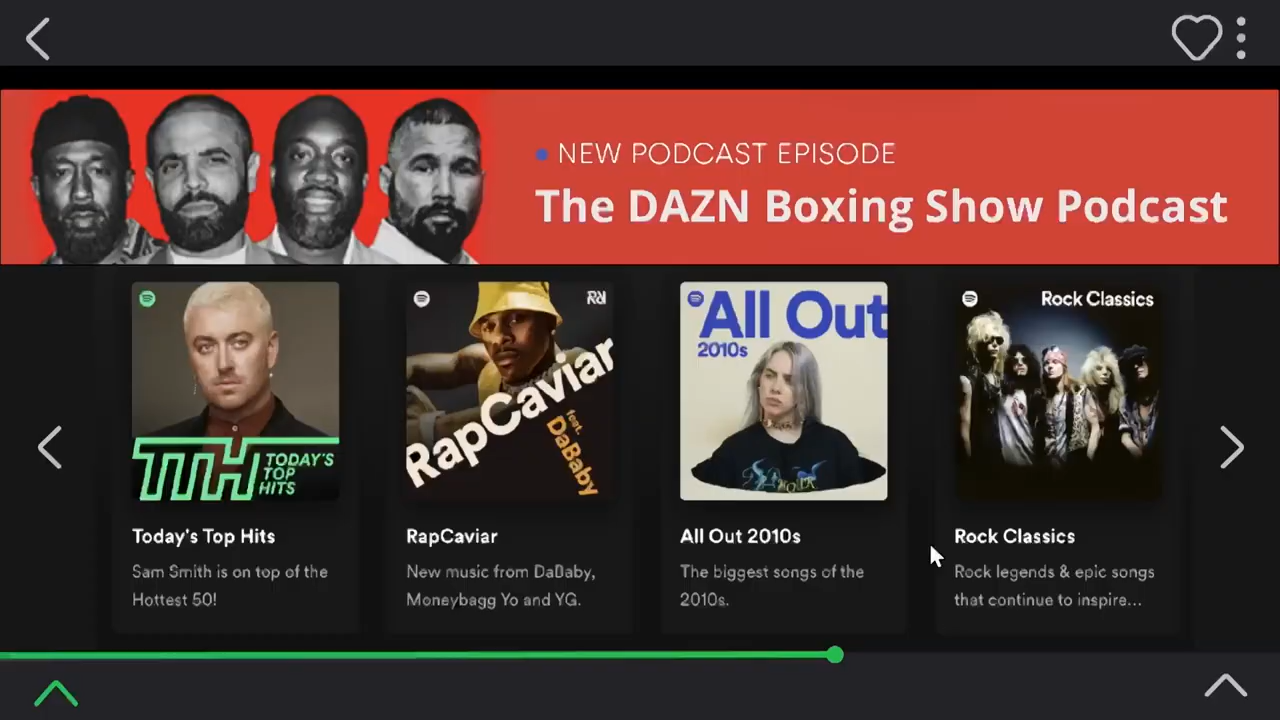 NEW PODCAST EPISODE
The DAZN Boxing Show Podcast
TTH TODAY'S
TOP
HITS
RapCaviar
feat.
DaBaby
All Out
2010s
Rock Classics
Today's Top Hits
Sam Smith is on top of the
Hottest 50!
RapCaviar
New music from DaBaby,
Moneybagg Yo and YG.
All Out 2010s
The biggest songs of the
2010s.
Rock Classics
Rock legends & epic songs
that continue to inspire...